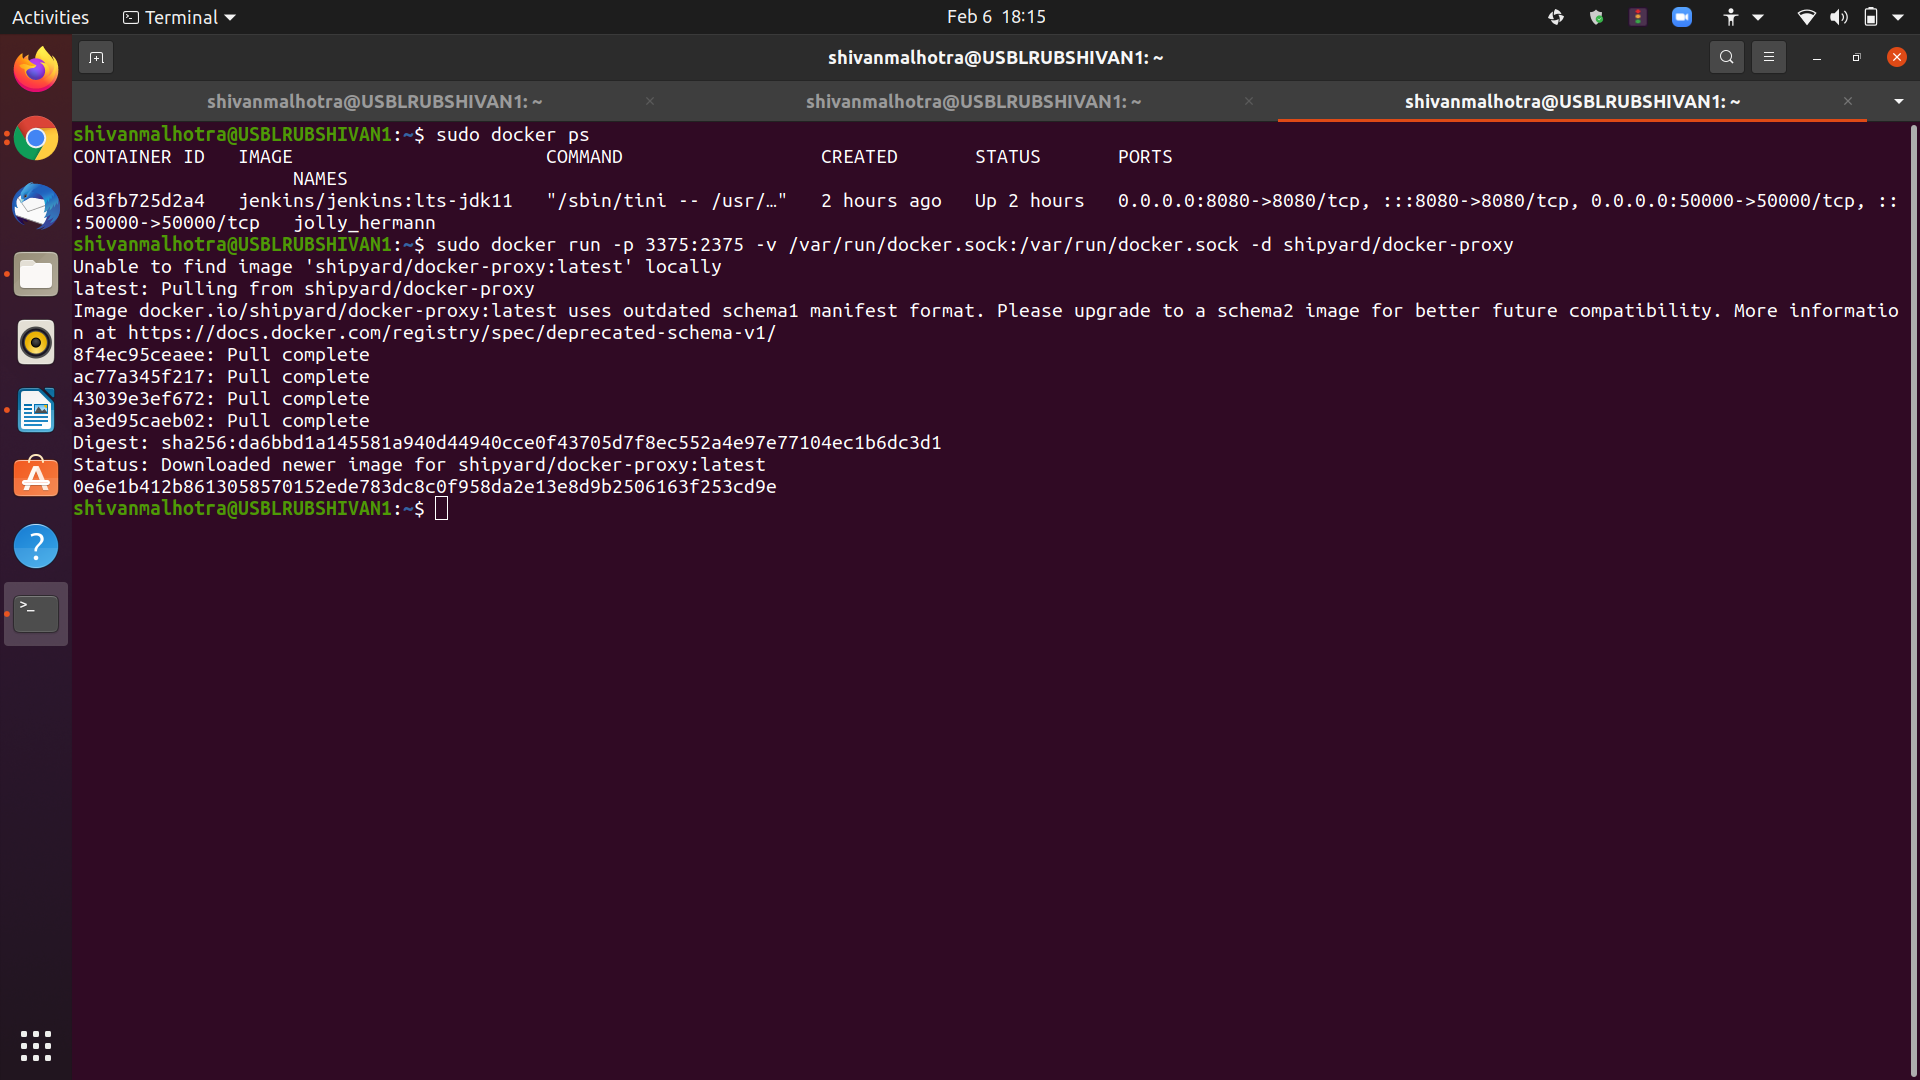 Activities Terminal Feb 6 18:15
shivanmalhotra@USBLRUBSHIVAN1: ~
shivanmalhotra@USBLRUBSHIVAN1: ~ shivanmalhotra@USBLRUBSHIVAN1: ~ shivanmalhotra@USBLRUBSHIVAN1: ~
shivanmalhotra@USBLRUBSHIVAN1:~$ sudo docker ps
CONTAINER ID IMAGE COMMAND CREATED STATUS PORTS
NAMES
6d3fb725d2a4 jenkins/jenkins:lts-jdk11 "/sbin/tini -- /usr/…" 2 hours ago Up 2 hours 0.0.0.0:8080->8080/tcp, :::8080->8080/tcp, 0.0.0.0:50000->50000/tcp, ::
:50000->50000/tcp jolly_hermann
shivanmalhotra@USBLRUBSHIVAN1:~$ sudo docker run -p 3375:2375 -v /var/run/docker.sock:/var/run/docker.sock -d shipyard/docker-proxy
Unable to find image 'shipyard/docker-proxy:latest' locally
latest: Pulling from shipyard/docker-proxy
Image docker.io/shipyard/docker-proxy:latest uses outdated schema1 manifest format. Please upgrade to a schema2 image for better future compatibility. More informatio
n at https://docs.docker.com/registry/spec/deprecated-schema-v1/
8f4ec95ceaee: Pull complete
ac77a345f217: Pull complete
43039e3ef672: Pull complete
a3ed95caeb02: Pull complete
Digest: sha256:da6bbd1a145581a940d44940cce0f43705d7f8ec552a4e97e77104ec1b6dc3d1
Status: Downloaded newer image for shipyard/docker-proxy:latest
0e6e1b412b8613058570152ede783dc8c0f958da2e13e8d9b2506163f253cd9e
shivanmalhotra@USBLRUBSHIVAN1:~$